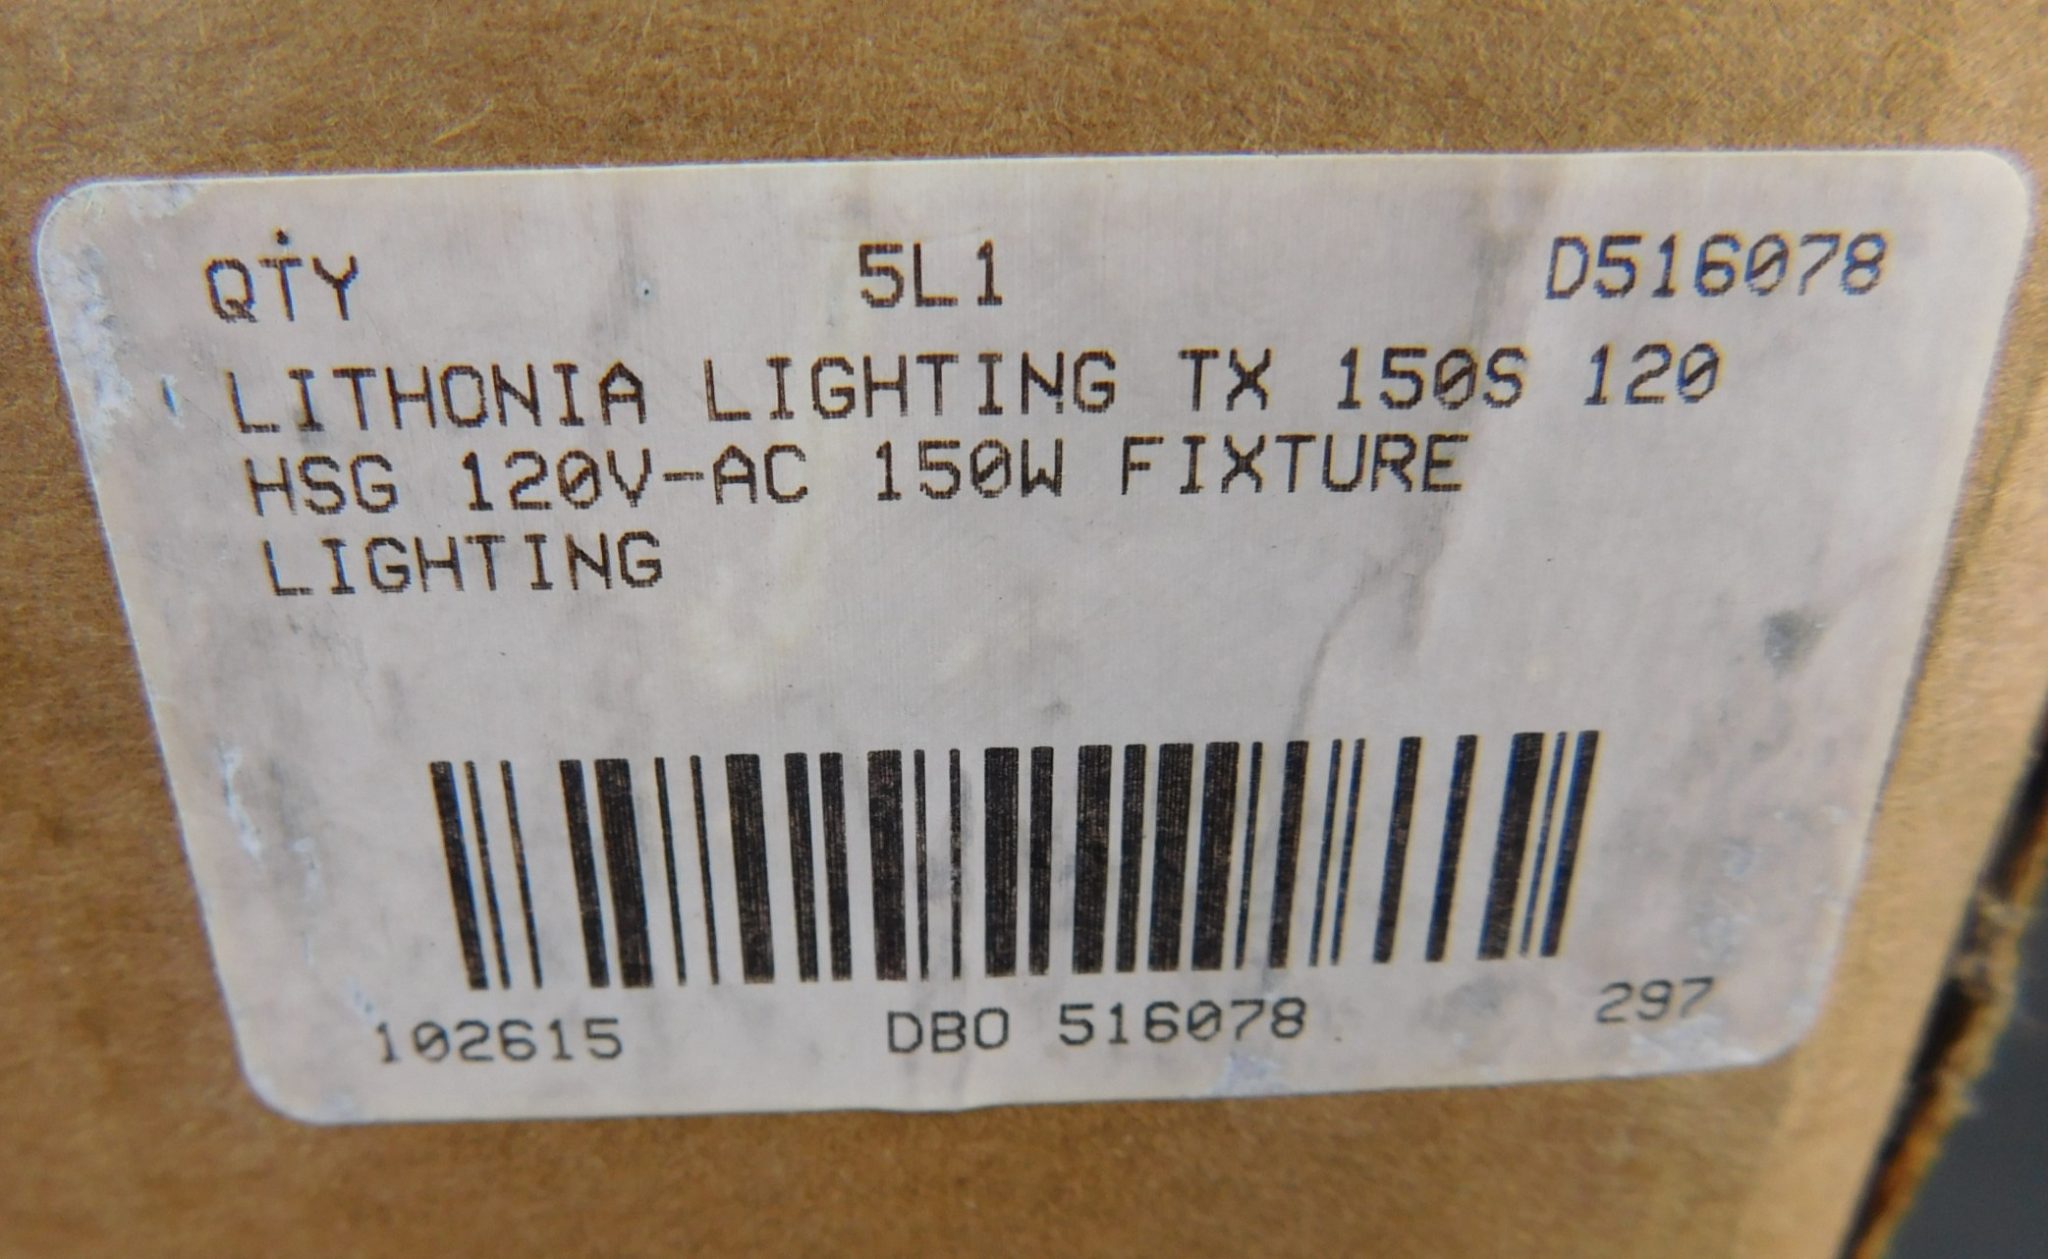 QTY 5L1 D516078
LITHONIA LIGHTING TX 150S 120
HSG 120V-AC 150W FIXTURE
LIGHTING
102615 DBO 516078 297